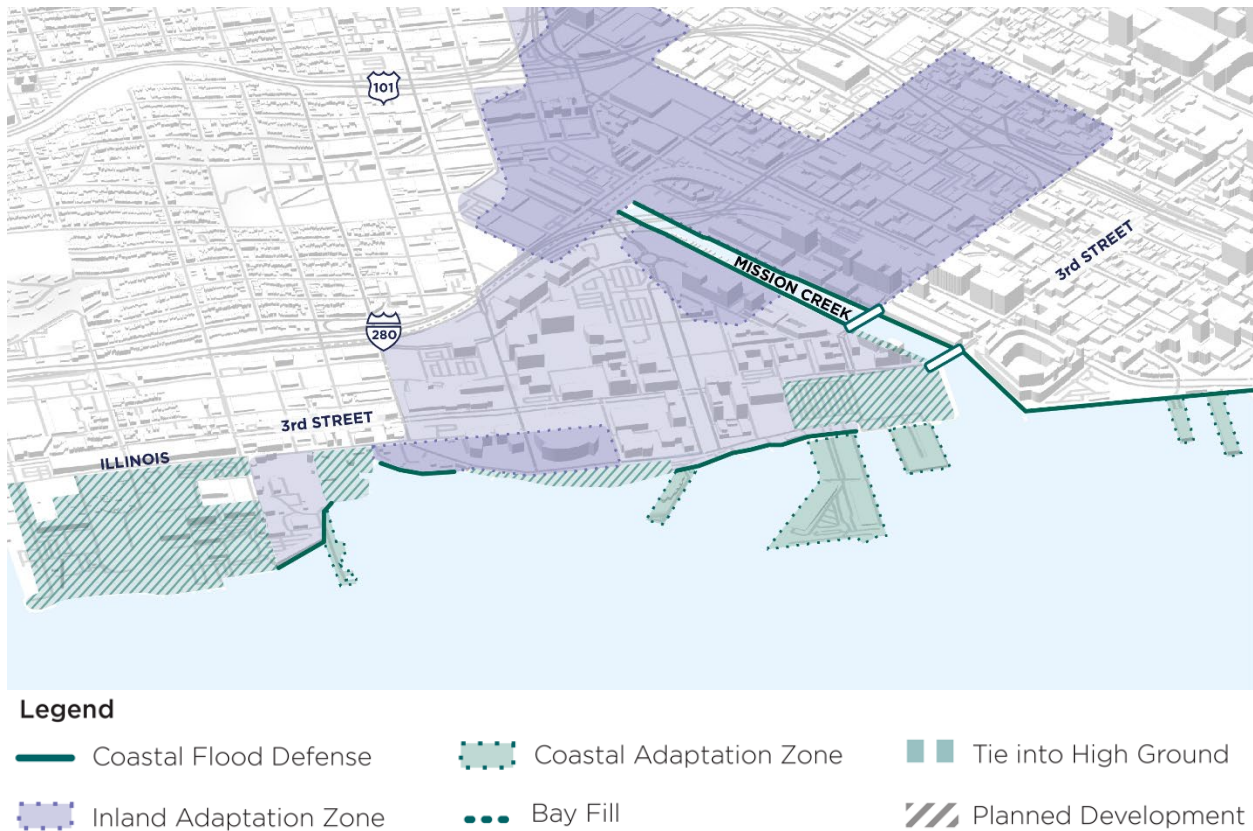 101
3rd STREET
MISSION CREEK
280
3rd STREET
ILLINOIS
Legend
Coastal Flood Defense
Coastal Adaptation Zone
Tie into High Ground
Inland Adaptation Zone
Bay Fill
Planned Development